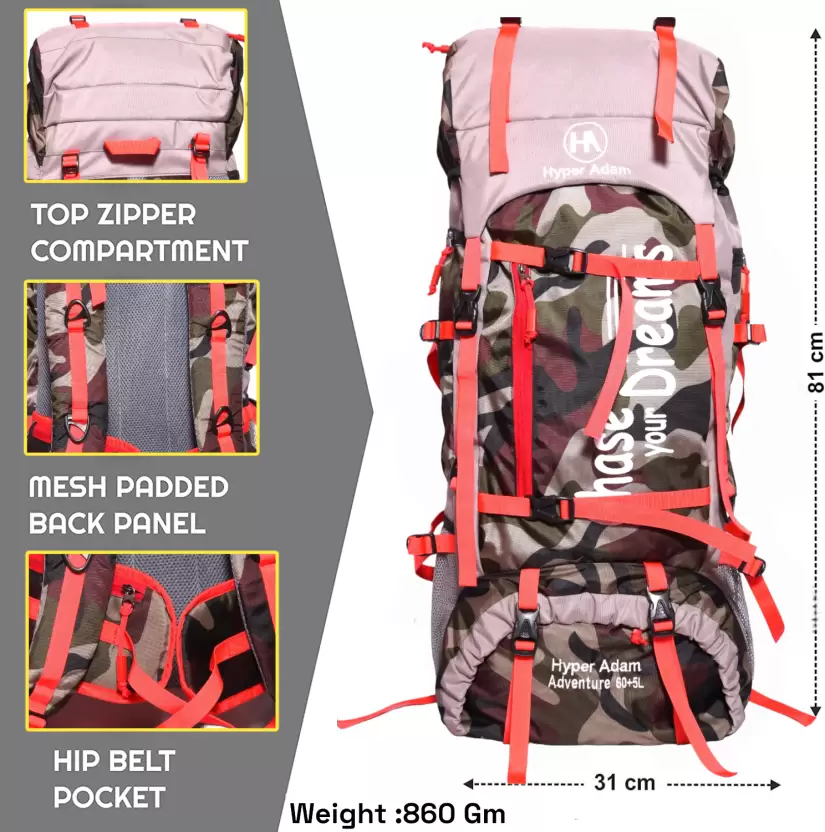 TOP ZIPPER
COMPARTMENT
MESH PADDED
BACK PANEL
HIP BELT
POCKET
HA
Hyper Adam
hase
your Dreams
Hyper Adam
Adventure 60+5L
81 cm
31 cm
Weight :860 Gm